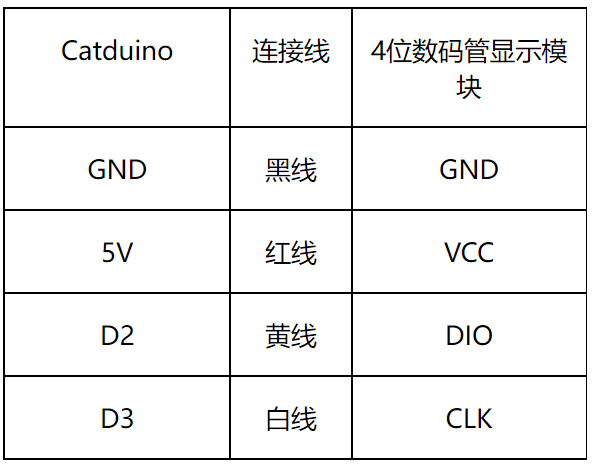 Catduino 连接线 4位数码管显示模
块
GND 黑线 GND
5V 红线 VCC
D2 黄线 DIO
D3 白线 CLK